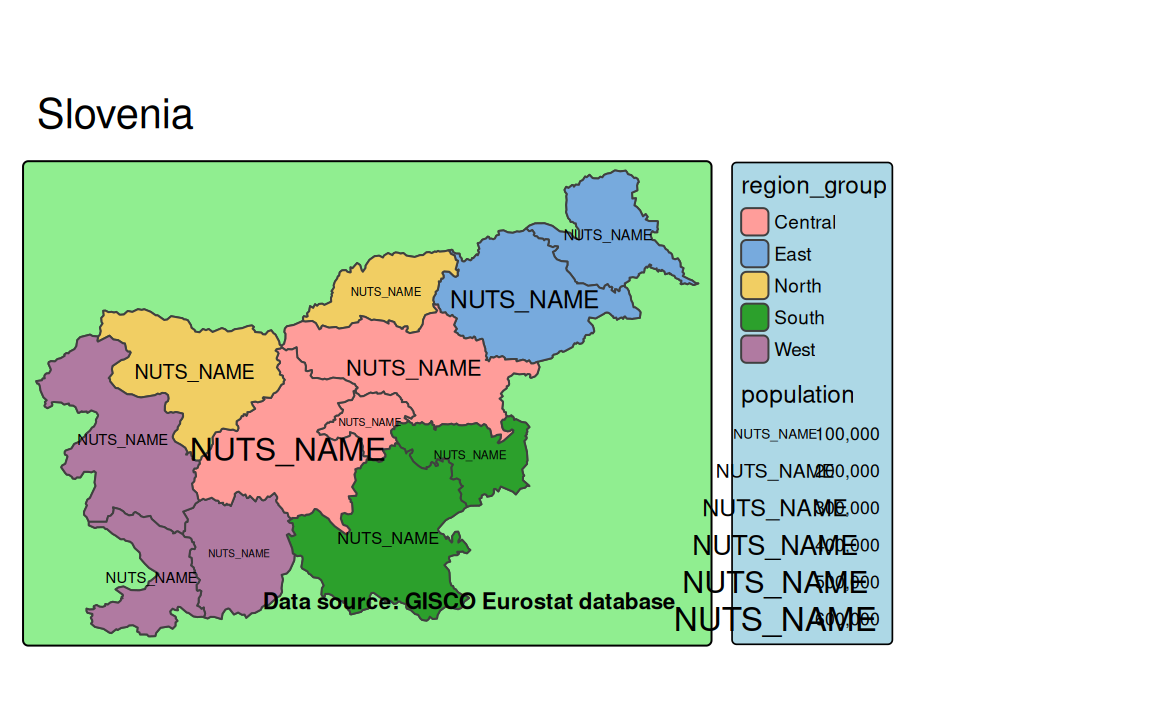 Slovenia
NUTS_NAME
NUTS_NAME
NUTS_NAME
NUTS_NAME
NUTS_NAME
NUTS_NAME
NUTS_NAME
NUTS_NAME
NUTS_NAME
NUTS_NAME
NUTS_NAME
NUTS_NAME
Data source: GISCO Eurostat database
region_group
Central
East
North
South
West
population
NUTS_NAME 100,000
NUTS_NAME 200,000
NUTS_NAME 300,000
NUTS_NAME 400,000
NUTS_NAME 500,000
NUTS_NAME 600,000